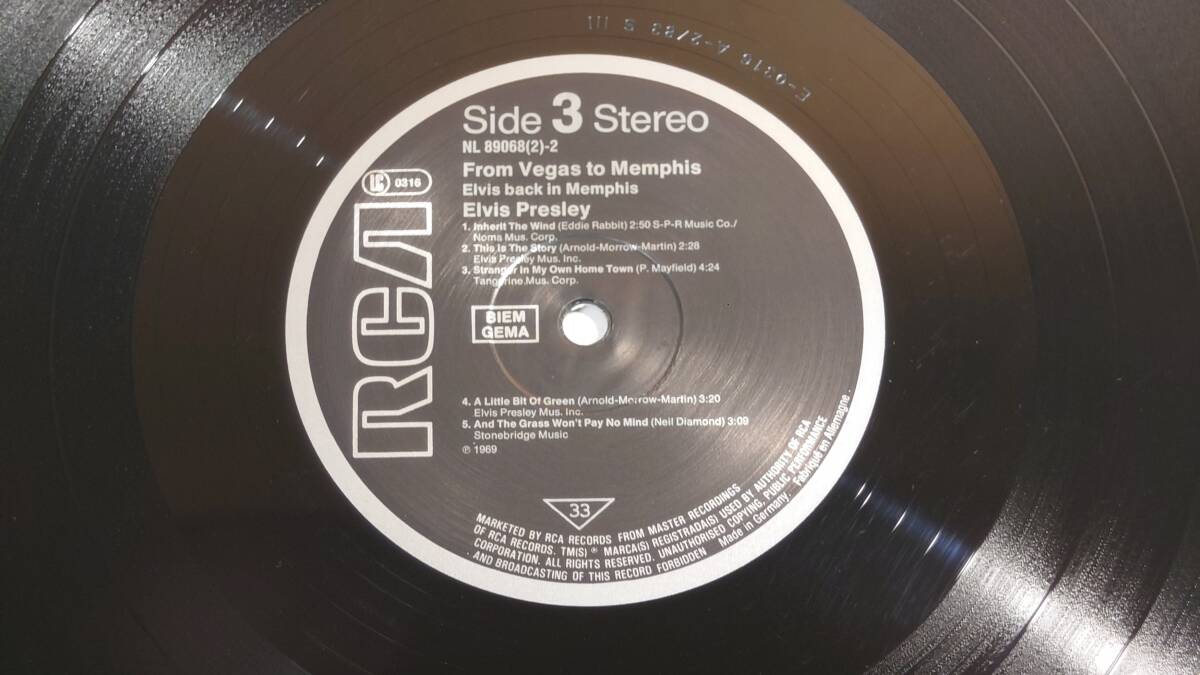 E-0316 A-2/83 S III
Side 3 Stereo
NL 89068(2)-2
From Vegas to Memphis
Elvis back in Memphis
Elvis Presley
1. Inherit The Wind (Eddie Rabbit) 2:50 S-P-R Music Co./
Noma Mus. Corp.
2. This Is The Story (Arnold-Morrow-Martin) 2:28
Elvis Presley Mus. Inc.
3. Stranger In My Own Home Town (P. Mayfield) 4:24
Tangerine Mus. Corp.
LC 0316
RCA
BIEM
GEMA
4. A Little Bit Of Green (Arnold-Morrow-Martin) 3:20
Elvis Presley Mus. Inc.
5. And The Grass Won't Pay No Mind (Neil Diamond) 3:09
Stonebridge Music
℗ 1969
33
MARKETED BY RCA RECORDS FROM MASTER RECORDINGS
OF RCA RECORDS. TM(S) ® MARCA(S) REGISTRADA(S) USED BY AUTHORITY OF RCA
CORPORATION. ALL RIGHTS RESERVED. UNAUTHORISED COPYING, PUBLIC PERFORMANCE
AND BROADCASTING OF THIS RECORD FORBIDDEN Made in Germany. Fabriqué en Allemagne.